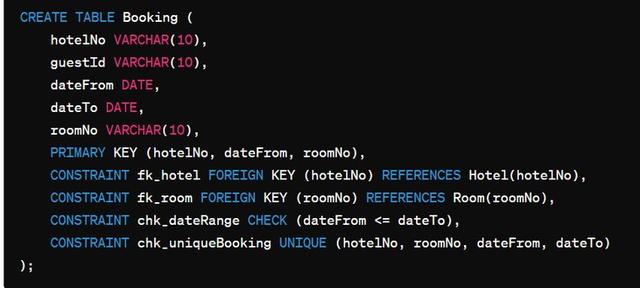 CREATE TABLE Booking (
    hotelNo VARCHAR(10),
    guestId VARCHAR(10),
    dateFrom DATE,
    dateTo DATE,
    roomNo VARCHAR(10),
    PRIMARY KEY (hotelNo, dateFrom, roomNo),
    CONSTRAINT fk_hotel FOREIGN KEY (hotelNo) REFERENCES Hotel(hotelNo),
    CONSTRAINT fk_room FOREIGN KEY (roomNo) REFERENCES Room(roomNo),
    CONSTRAINT chk_dateRange CHECK (dateFrom <= dateTo),
    CONSTRAINT chk_uniqueBooking UNIQUE (hotelNo, roomNo, dateFrom, dateTo)
);